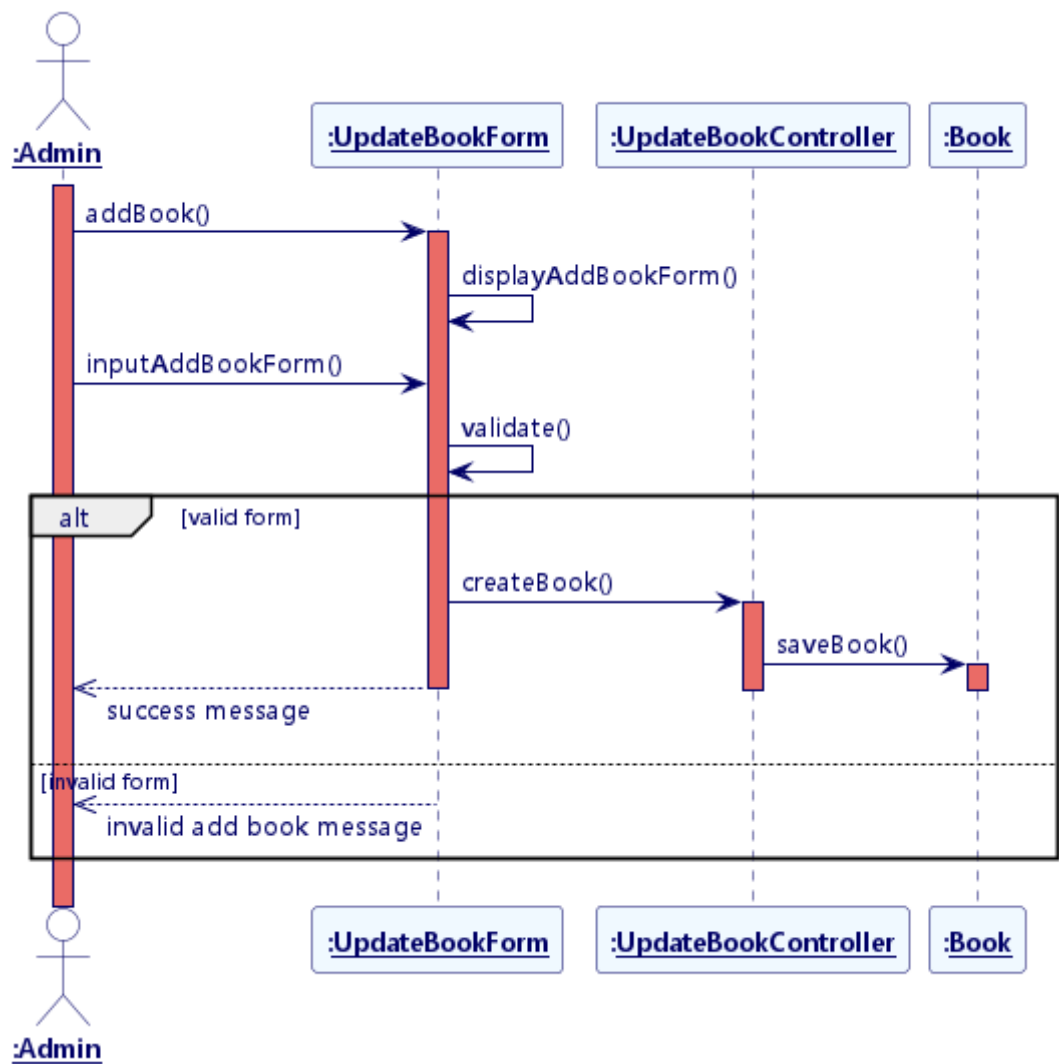 :Admin
:UpdateBookForm
:UpdateBookController
:Book
addBook()
displayAddBookForm()
inputAddBookForm()
validate()
alt
[valid form]
createBook()
saveBook()
success message
[invalid form]
invalid add book message
:UpdateBookForm
:UpdateBookController
:Book
:Admin